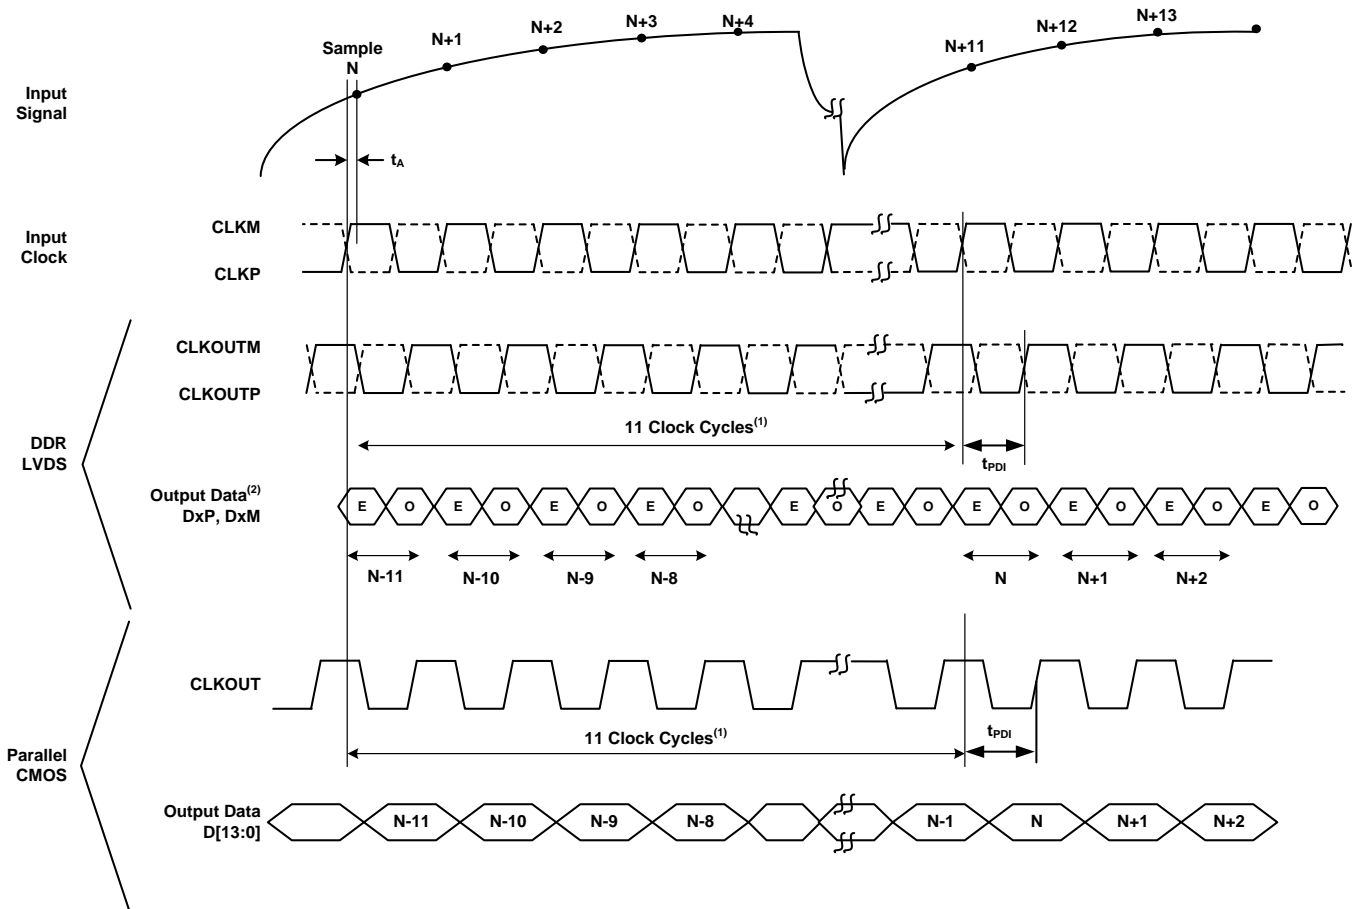 Sample
N
N+1
N+2
N+3
N+4
N+11
N+12
N+13
Input
Signal
tA
Input
Clock
CLKM
CLKP
DDR
LVDS
CLKOUTM
CLKOUTP
11 Clock Cycles(1)
tPDI
Output Data(2)
DxP, DxM
E O E O E O E O E O E O E O E O E O E O
N-11
N-10
N-9
N-8
N
N+1
N+2
Parallel
CMOS
CLKOUT
11 Clock Cycles(1)
tPDI
Output Data
D[13:0]
N-11
N-10
N-9
N-8
N-1
N
N+1
N+2